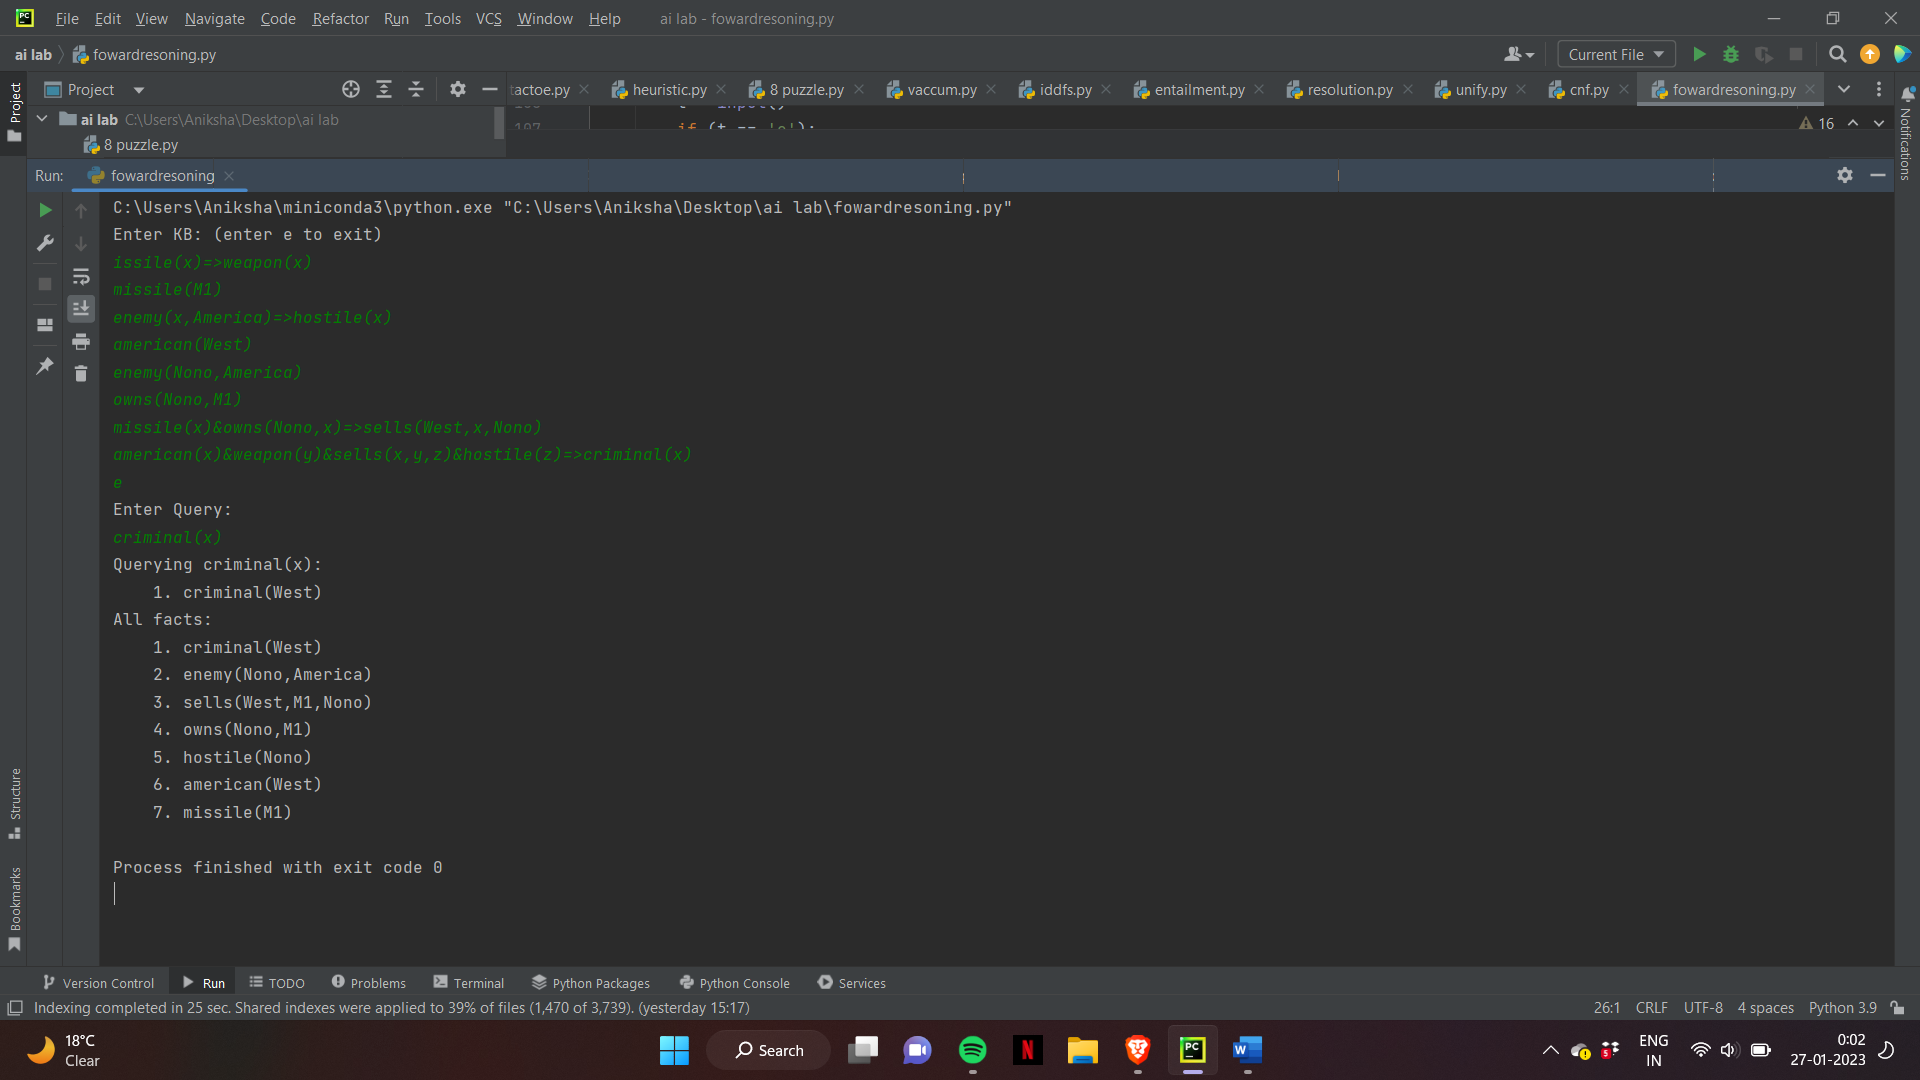 File Edit View Navigate Code Refactor Run Tools VCS Window Help ai lab - fowardresoning.py
ai lab fowardresoning.py Current File
Project tactoe.py heuristic.py 8 puzzle.py vaccum.py iddfs.py entailment.py resolution.py unify.py cnf.py fowardresoning.py
ai lab C:\Users\Aniksha\Desktop\ai lab
107 if (t == 'e'): 16
8 puzzle.py
Run: fowardresoning
C:\Users\Aniksha\miniconda3\python.exe "C:\Users\Aniksha\Desktop\ai lab\fowardresoning.py"
Enter KB: (enter e to exit)
issile(x)=>weapon(x)
missile(M1)
enemy(x,America)=>hostile(x)
american(West)
enemy(Nono,America)
owns(Nono,M1)
missile(x)&owns(Nono,x)=>sells(West,x,Nono)
american(x)&weapon(y)&sells(x,y,z)&hostile(z)=>criminal(x)
e
Enter Query:
criminal(x)
Querying criminal(x):
1. criminal(West)
All facts:
1. criminal(West)
2. enemy(Nono,America)
3. sells(West,M1,Nono)
4. owns(Nono,M1)
5. hostile(Nono)
6. american(West)
7. missile(M1)
Process finished with exit code 0
Project
Structure
Bookmarks
Notifications
Version Control Run TODO Problems Terminal Python Packages Python Console Services
Indexing completed in 25 sec. Shared indexes were applied to 39% of files (1,470 of 3,739). (yesterday 15:17) 26:1 CRLF UTF-8 4 spaces Python 3.9
18°C
Clear
Search
ENG
IN
0:02
27-01-2023